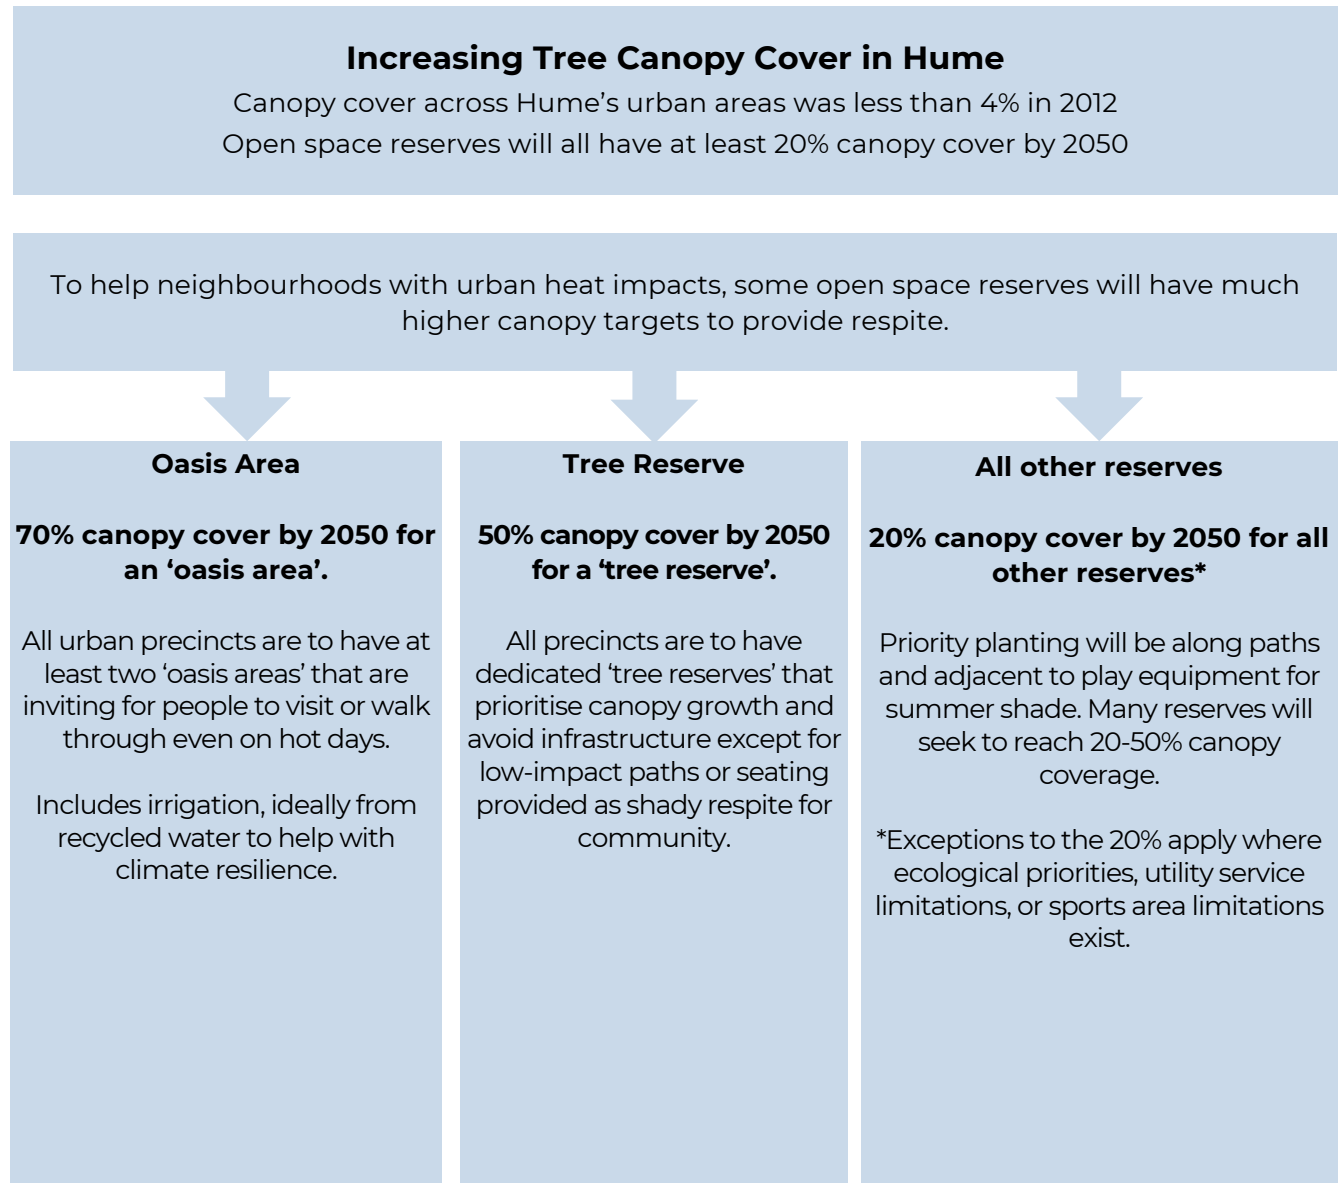 Increasing Tree Canopy Cover in Hume
Canopy cover across Hume’s urban areas was less than 4% in 2012
Open space reserves will all have at least 20% canopy cover by 2050
To help neighbourhoods with urban heat impacts, some open space reserves will have much
higher canopy targets to provide respite.
Oasis Area
70% canopy cover by 2050 for
an ‘oasis area’.
All urban precincts are to have at
least two ‘oasis areas’ that are
inviting for people to visit or walk
through even on hot days.
Includes irrigation, ideally from
recycled water to help with
climate resilience.
Tree Reserve
50% canopy cover by 2050
for a ‘tree reserve’.
All precincts are to have
dedicated ‘tree reserves’ that
prioritise canopy growth and
avoid infrastructure except for
low-impact paths or seating
provided as shady respite for
community.
All other reserves
20% canopy cover by 2050 for all
other reserves*
Priority planting will be along paths
and adjacent to play equipment for
summer shade. Many reserves will
seek to reach 20-50% canopy
coverage.
*Exceptions to the 20% apply where
ecological priorities, utility service
limitations, or sports area limitations
exist.